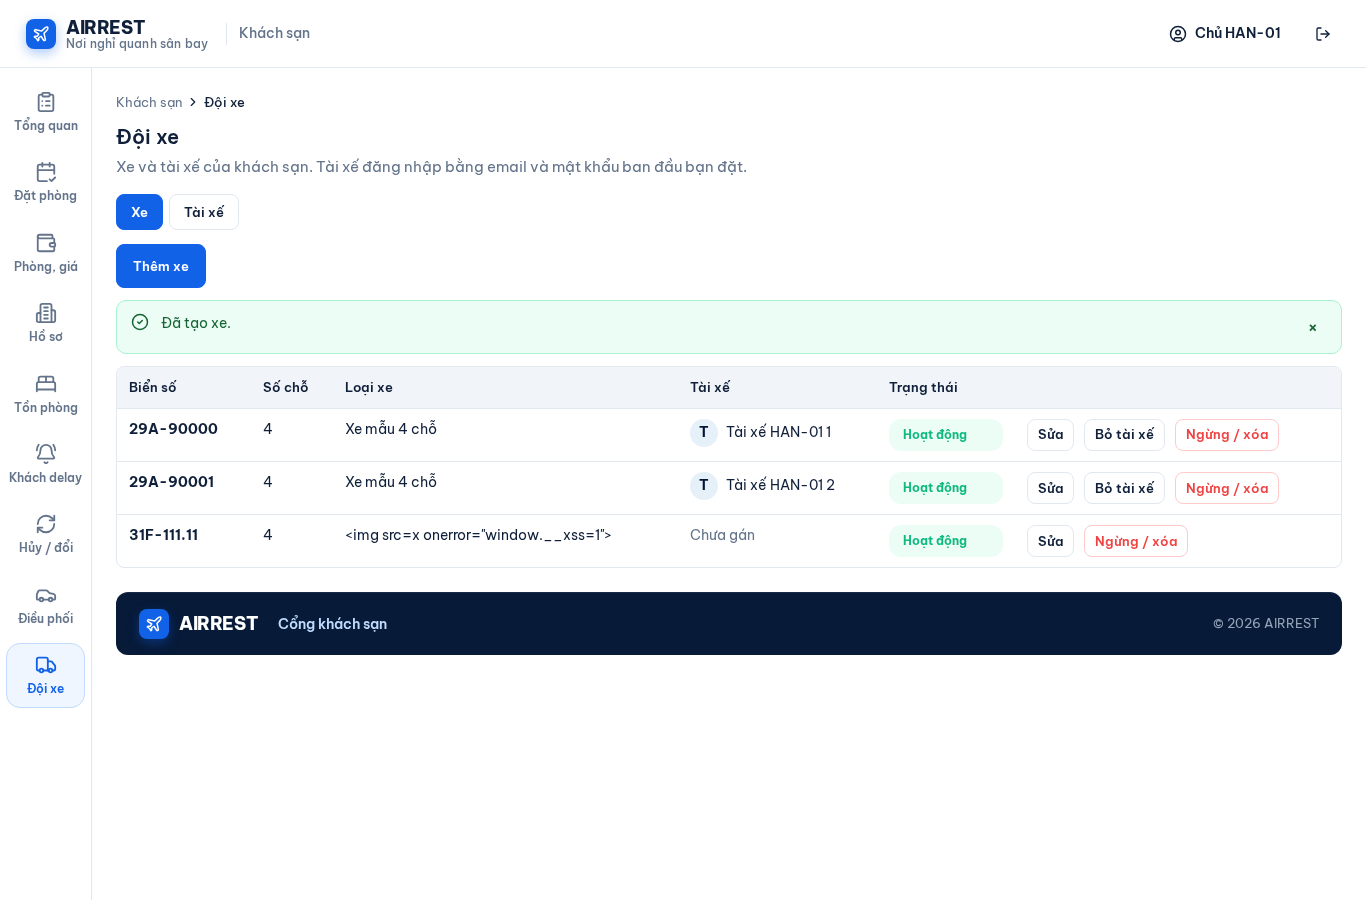 AIRREST
Nơi nghỉ quanh sân bay
Khách sạn
Chủ HAN-01
Tổng quan
Đặt phòng
Phòng, giá
Hồ sơ
Tồn phòng
Khách delay
Hủy / đổi
Điều phối
Đội xe
Khách sạn > Đội xe
Đội xe
Xe và tài xế của khách sạn. Tài xế đăng nhập bằng email và mật khẩu ban đầu bạn đặt.
Xe Tài xế
Thêm xe
Đã tạo xe. ×
Biển số Số chỗ Loại xe Tài xế Trạng thái
29A-90000 4 Xe mẫu 4 chỗ T Tài xế HAN-01 1 Hoạt động Sửa Bỏ tài xế Ngừng / xóa
29A-90001 4 Xe mẫu 4 chỗ T Tài xế HAN-01 2 Hoạt động Sửa Bỏ tài xế Ngừng / xóa
31F-111.11 4 <img src=x onerror="window.__xss=1"> Chưa gán Hoạt động Sửa Ngừng / xóa
AIRREST Cổng khách sạn © 2026 AIRREST